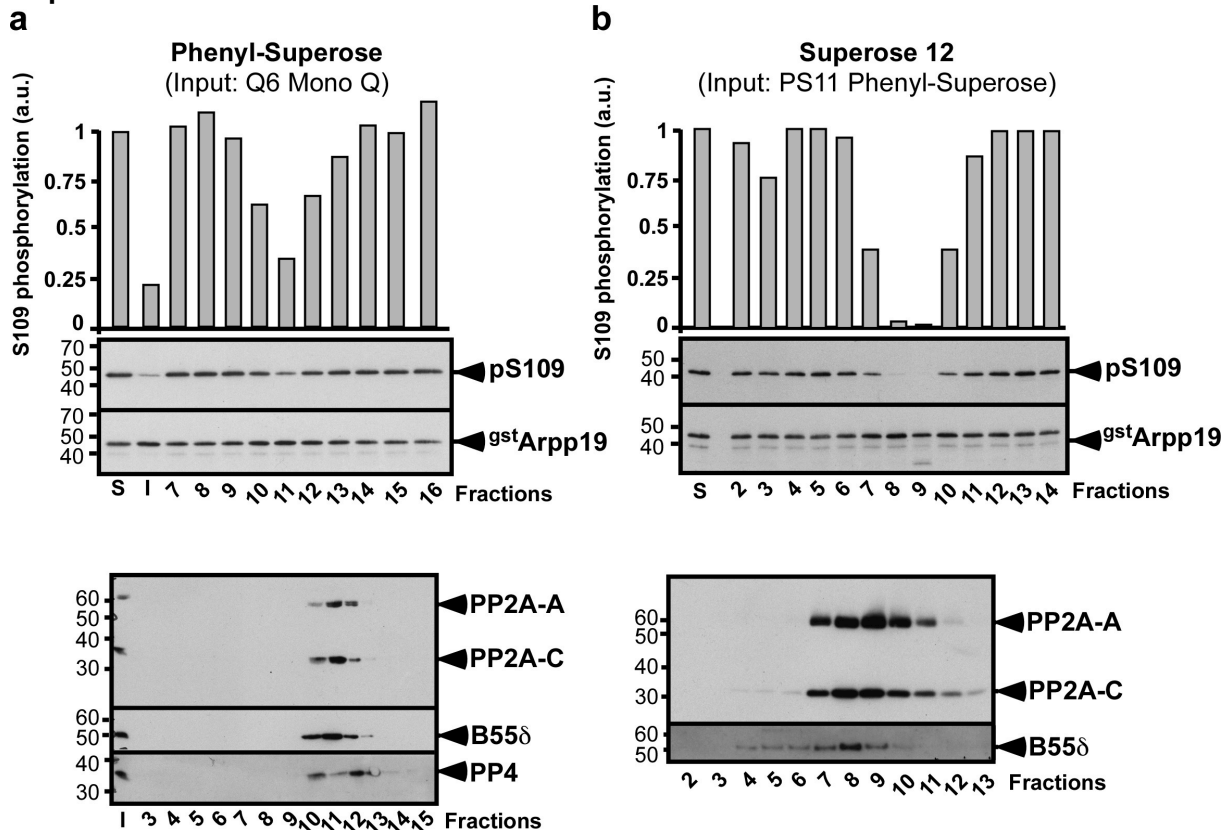 a
Phenyl-Superose
(Input: Q6 Mono Q)
S109 phosphorylation (a.u.)
1
0.75
0.5
0.25
0
70
50
40
pS109
70
50
40
gstArpp19
S I 7 8 9 10 11 12 13 14 15 16 Fractions
60
50
40
30
PP2A-A
PP2A-C
60
50
B55δ
40
30
PP4
I 3 4 5 6 7 8 9 10 11 12 13 14 15 Fractions
b
Superose 12
(Input: PS11 Phenyl-Superose)
S109 phosphorylation (a.u.)
1
0.75
0.5
0.25
0
50
40
pS109
50
40
gstArpp19
S 2 3 4 5 6 7 8 9 10 11 12 13 14 Fractions
60
50
40
30
PP2A-A
PP2A-C
60
50
B55δ
2 3 4 5 6 7 8 9 10 11 12 13 Fractions